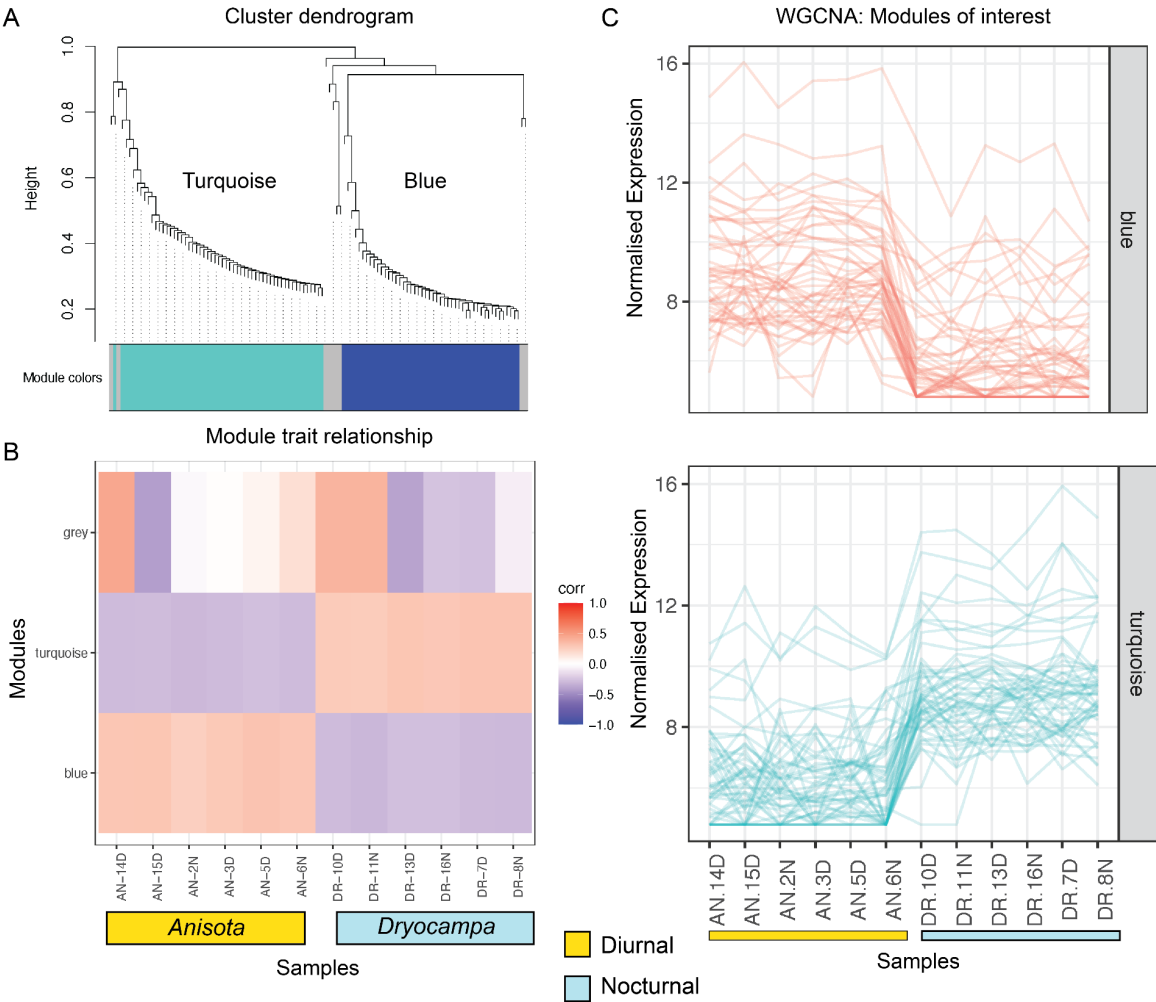 A
Cluster dendrogram
1.0
0.8
0.6
0.4
0.2
Height
Turquoise
Blue
Module colors
B
Module trait relationship
Modules
grey
turquoise
blue
corr
1.0
0.5
0.0
−0.5
−1.0
AN−14D
AN−15D
AN−2N
AN−3D
AN−5D
AN−6N
DR−10D
DR−11N
DR−13D
DR−16N
DR−7D
DR−8N
Anisota
Dryocampa
Samples
C
WGCNA: Modules of interest
Normalised Expression
16
12
8
blue
Normalised Expression
16
12
8
turquoise
AN.14D
AN.15D
AN.2N
AN.3D
AN.5D
AN.6N
DR.10D
DR.11N
DR.13D
DR.16N
DR.7D
DR.8N
Samples
Diurnal
Nocturnal